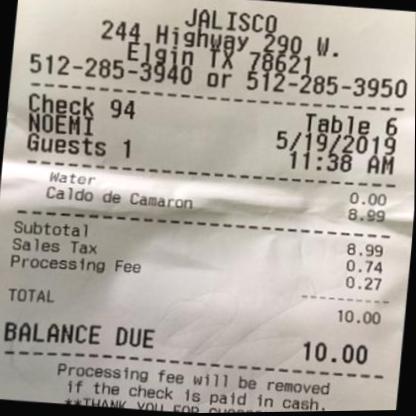 JALISCO
244 Highway 290 W.
Elgin TX 78621
512-285-3940 or 512-285-3950
Check 94 Table 6
NOEMI 5/19/2019
Guests 1 11:38 AM
Water 0.00
Caldo de Camaron 8.99
Subtotal 8.99
Sales Tax 0.74
Processing Fee 0.27
TOTAL 10.00
BALANCE DUE 10.00
Processing fee will be removed
if the check is paid in cash.
**THANK YOU FOR